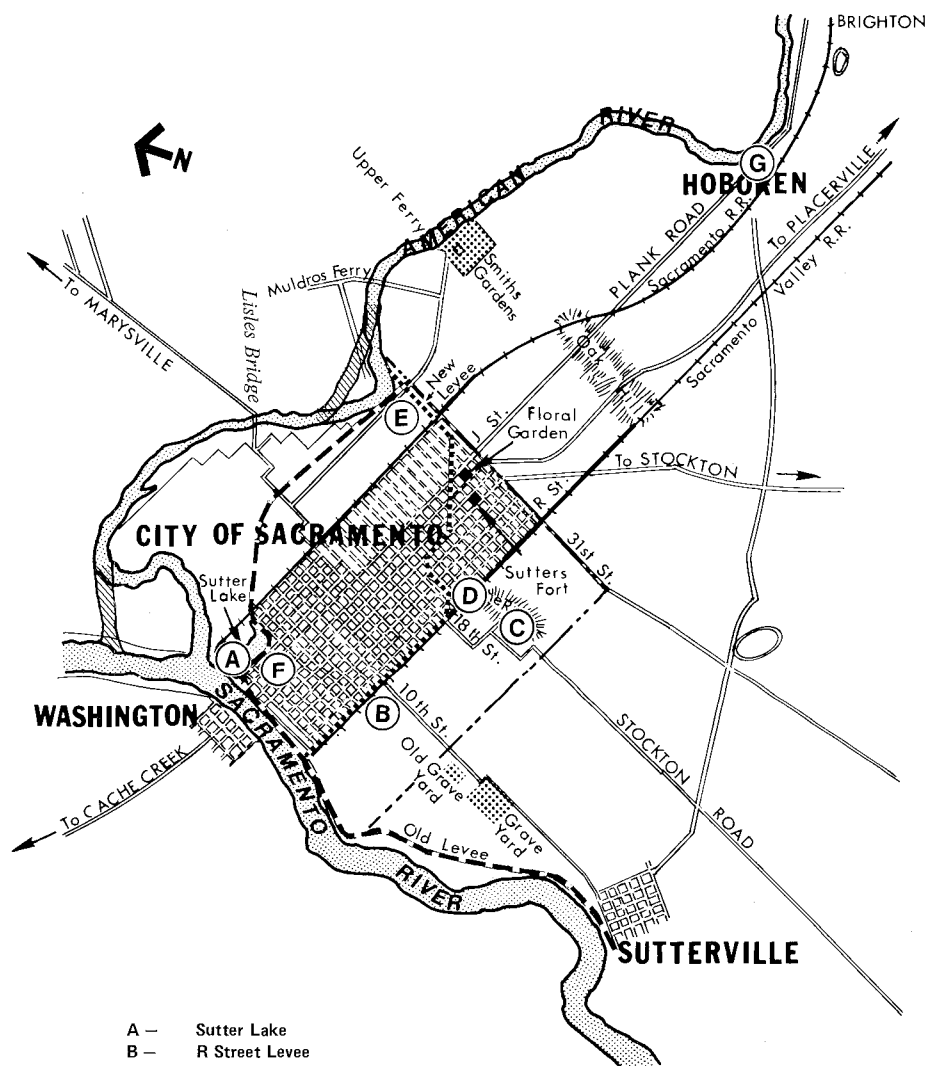 BRIGHTON
RIVER
G
HOBOKEN
N
Upper Ferry
AMERICAN
PLANK ROAD
Sacramento R.R.
To PLACERVILLE
Sacramento Valley R.R.
Smiths
Gardens
Muldros Ferry
To MARYSVILLE
Lisles Bridge
Oak
New
Levee
E
J St.
Floral
Garden
To STOCKTON
R St.
31st St.
CITY OF SACRAMENTO
Sutter
Lake
Sutters
Fort
D
C
18th St.
A
F
B
WASHINGTON
SACRAMENTO
RIVER
10th St.
Old Grave
Yard
Grave
Yard
STOCKTON ROAD
To CACHE CREEK
Old Levee
SUTTERVILLE
A – Sutter Lake
B – R Street Levee